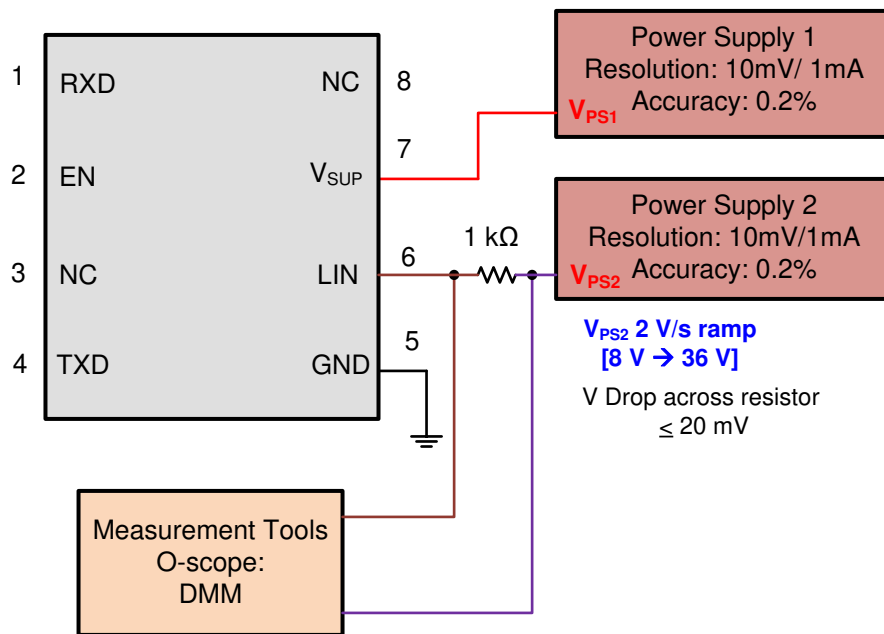 1
RXD
NC
8
2
EN
V_SUP
7
3
NC
LIN
6
4
TXD
GND
5
1 kΩ
Power Supply 1
Resolution: 10mV/ 1mA
Accuracy: 0.2%
V_PS1
Power Supply 2
Resolution: 10mV/1mA
Accuracy: 0.2%
V_PS2
V_PS2 2 V/s ramp
[8 V → 36 V]
V Drop across resistor
≤ 20 mV
Measurement Tools
O-scope:
DMM